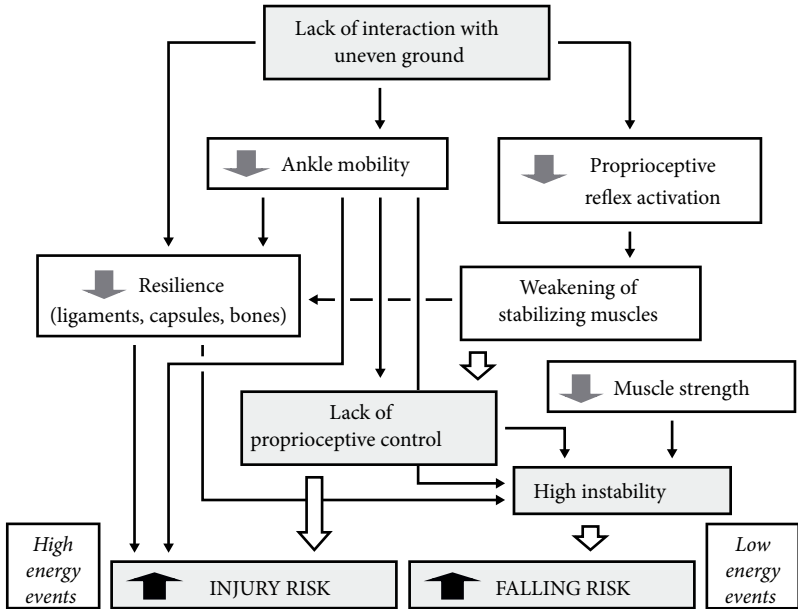 Lack of interaction with
uneven ground
Ankle mobility
Proprioceptive
reflex activation
Resilience
(ligaments, capsules, bones)
Weakening of
stabilizing muscles
Muscle strength
Lack of
proprioceptive control
High instability
High
energy
events
INJURY RISK
FALLING RISK
Low
energy
events